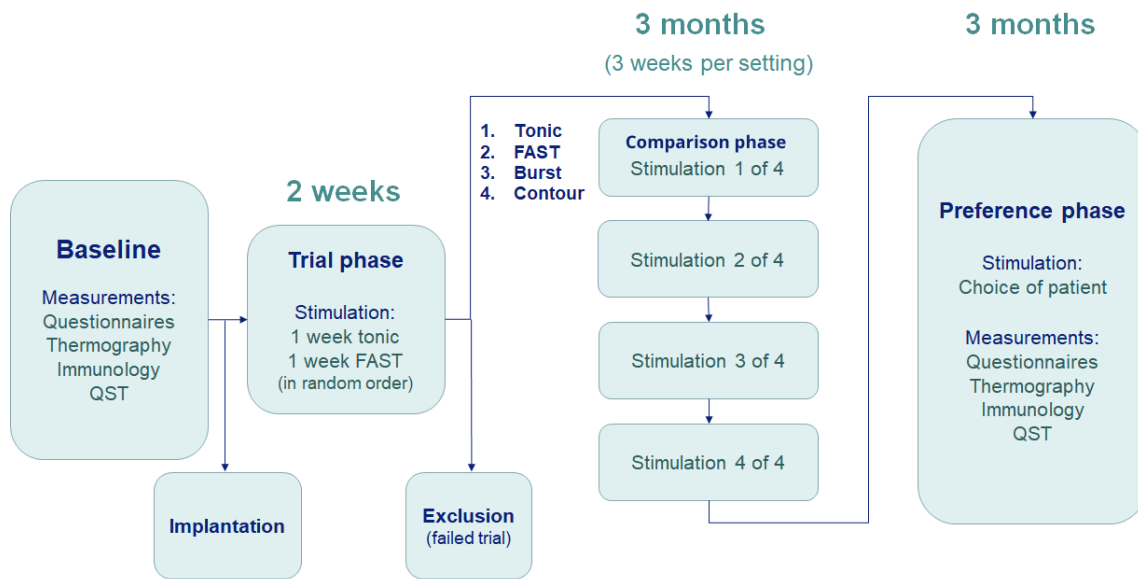 Baseline
Measurements:
Questionnaires
Thermography
Immunology
QST
Implantation
2 weeks
Trial phase
Stimulation:
1 week tonic
1 week FAST
(in random order)
Exclusion
(failed trial)
1. Tonic
2. FAST
3. Burst
4. Contour
3 months
(3 weeks per setting)
Comparison phase
Stimulation 1 of 4
Stimulation 2 of 4
Stimulation 3 of 4
Stimulation 4 of 4
3 months
Preference phase
Stimulation:
Choice of patient
Measurements:
Questionnaires
Thermography
Immunology
QST